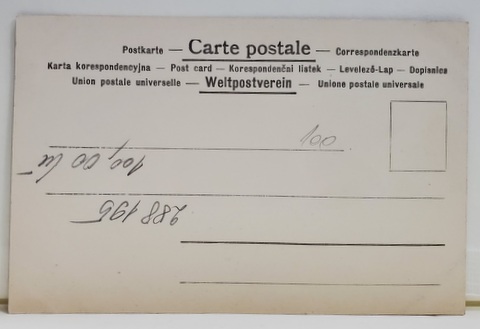 Postkarte — Carte postale — Correspondenzkarte
Karta korespondencyjna — Post card — Korespondenční lístek — Levelező-Lap — Dopisnica
Union postale universelle — Weltpostverein — Unione postale universale
100
100,00 lei
288195